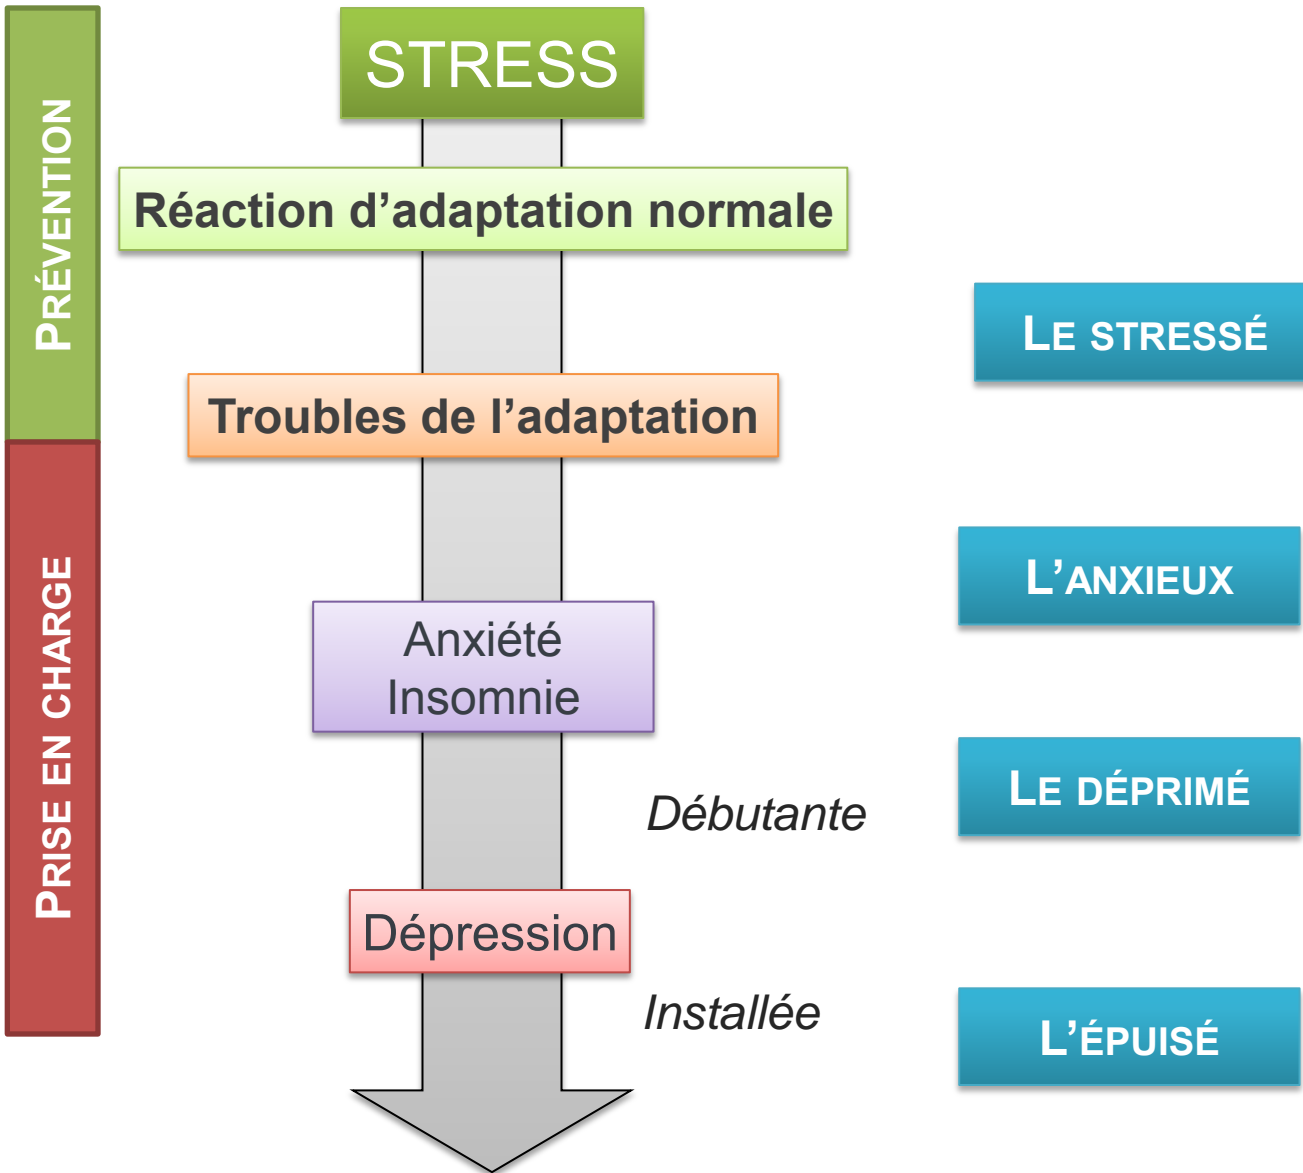 STRESS
PRÉVENTION
Réaction d’adaptation normale
LE STRESSÉ
Troubles de l’adaptation
PRISE EN CHARGE
L’ANXIEUX
Anxiété
Insomnie
LE DÉPRIMÉ
Débutante
Dépression
Installée
L’ÉPUISÉ